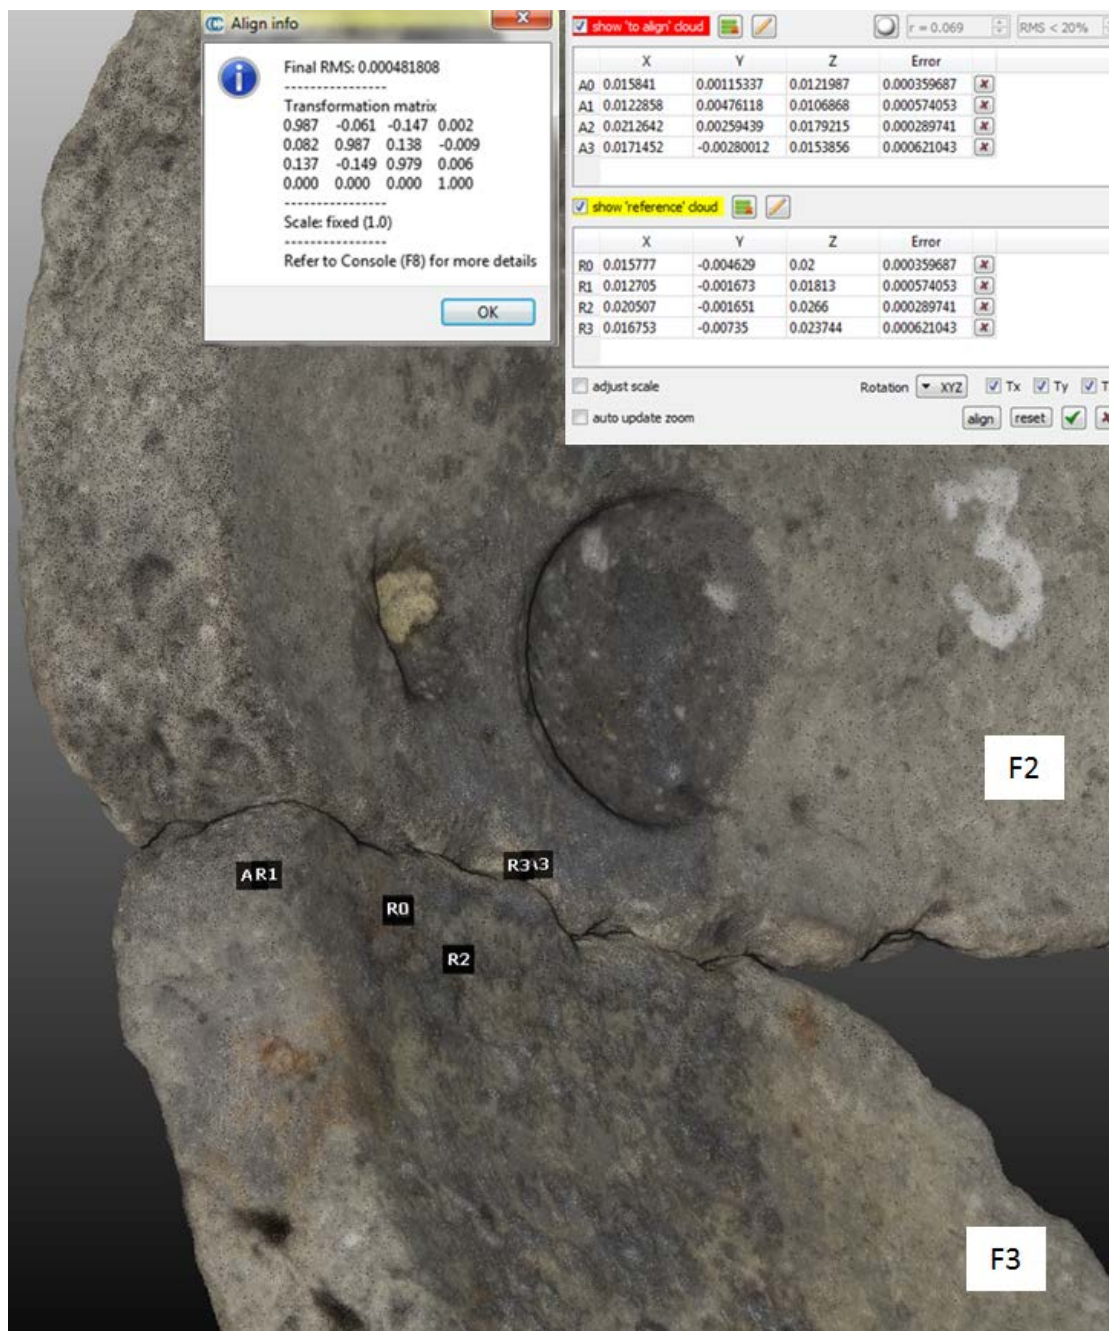 Align info
Final RMS: 0.000481808
----------------
Transformation matrix
0.987 -0.061 -0.147 0.002
0.082 0.987 0.138 -0.009
0.137 -0.149 0.979 0.006
0.000 0.000 0.000 1.000
----------------
Scale: fixed (1.0)
----------------
Refer to Console (F8) for more details
OK
show 'to align' cloud r = 0.069 RMS < 20%
X Y Z Error
A0 0.015841 0.00115337 0.0121987 0.000359687
A1 0.0122858 0.00476118 0.0106868 0.000574053
A2 0.0212642 0.00259439 0.0179215 0.000289741
A3 0.0171452 -0.00280012 0.0153856 0.000621043
show 'reference' cloud
X Y Z Error
R0 0.015777 -0.004629 0.02 0.000359687
R1 0.012705 -0.001673 0.01813 0.000574053
R2 0.020507 -0.001651 0.0266 0.000289741
R3 0.016753 -0.00735 0.023744 0.000621043
adjust scale Rotation XYZ Tx Ty
auto update zoom align reset
3
F2
R3
AR1
R0
R2
F3